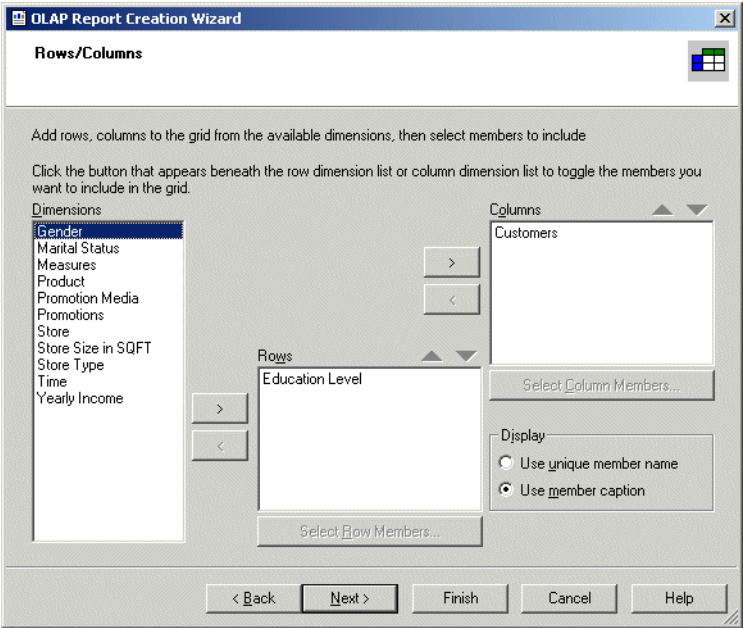 OLAP Report Creation Wizard
Rows/Columns
Add rows, columns to the grid from the available dimensions, then select members to include
Click the button that appears beneath the row dimension list or column dimension list to toggle the members you
want to include in the grid.
Dimensions
Gender
Marital Status
Measures
Product
Promotion Media
Promotions
Store
Store Size in SQFT
Store Type
Time
Yearly Income
>
<
Rows
Education Level
Select Row Members...
>
<
Columns
Customers
Select Column Members...
Display
Use unique member name
Use member caption
< Back
Next >
Finish
Cancel
Help